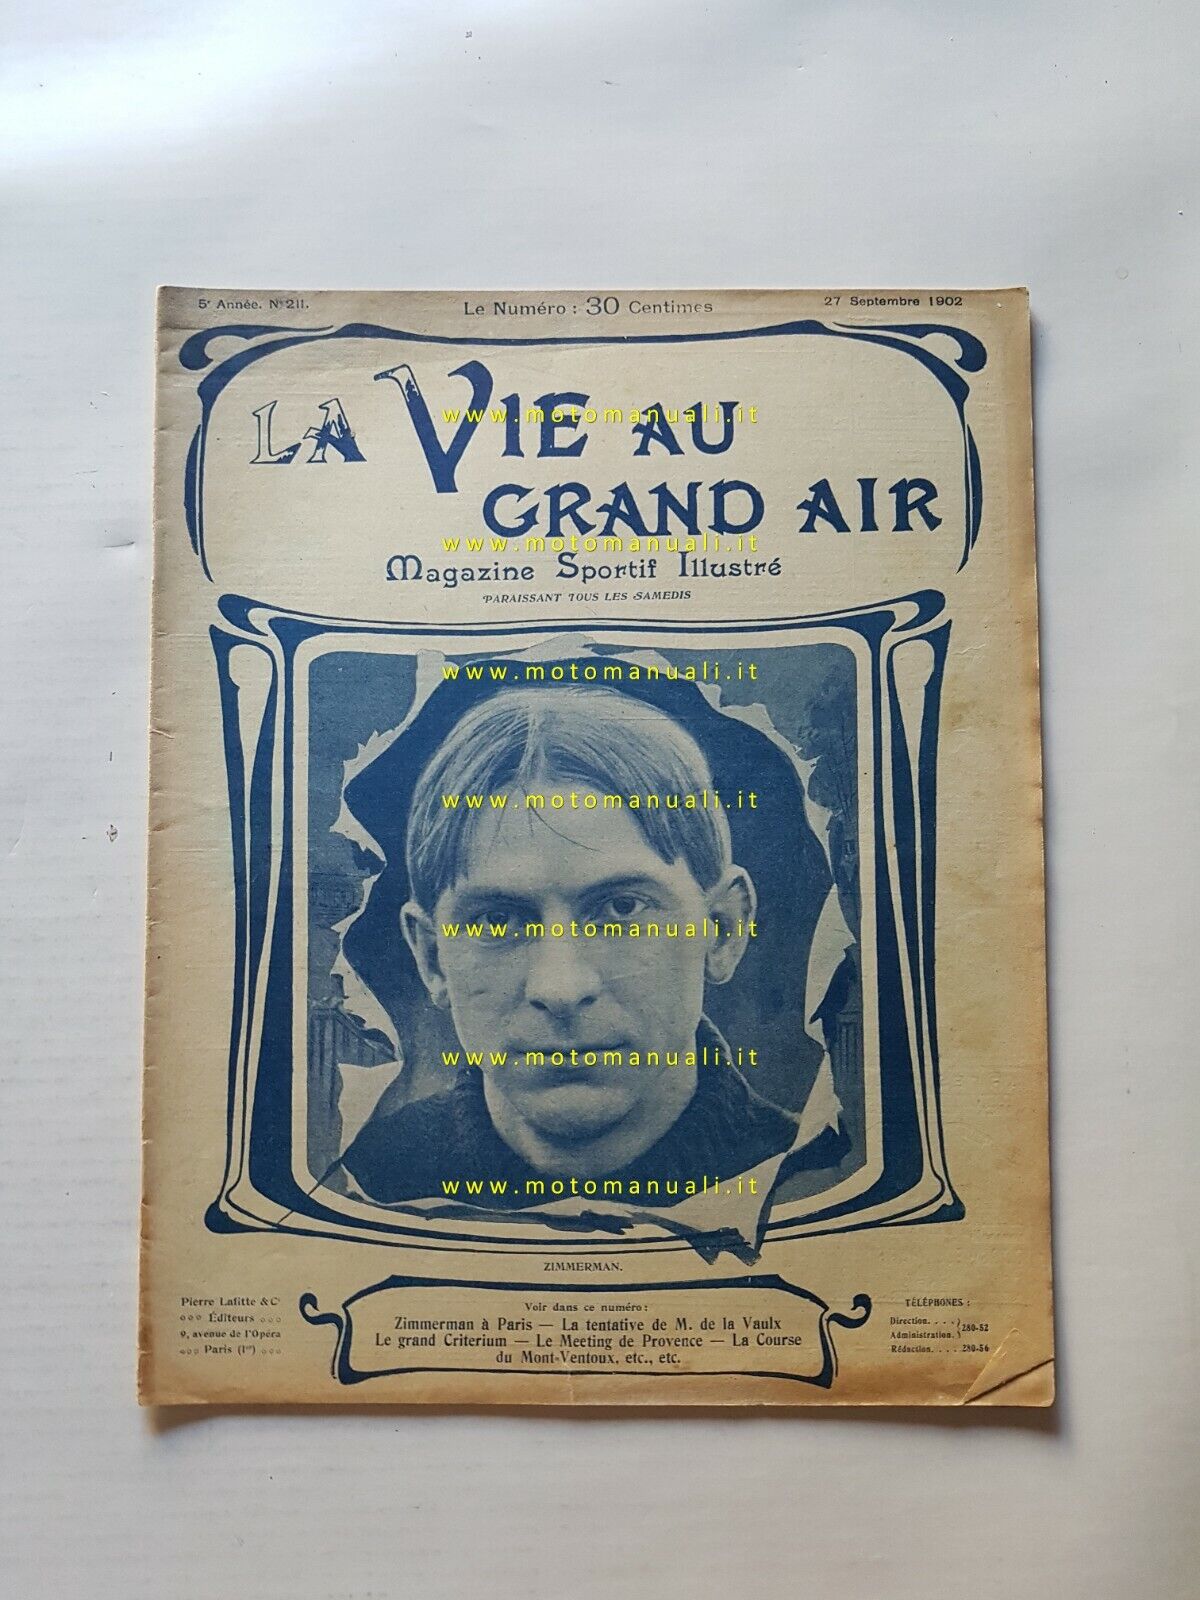 5e Année. No 211.
Le Numéro : 30 Centimes
27 Septembre 1902
LA VIE AU
GRAND AIR
Magazine Sportif Illustré
PARAISSANT TOUS LES SAMEDIS
www.motomanuali.it
www.motomanuali.it
www.motomanuali.it
www.motomanuali.it
www.motomanuali.it
www.motomanuali.it
www.motomanuali.it
ZIMMERMAN.
Pierre Lafitte & Cie
Éditeurs
9, avenue de l'Opéra
Paris (Ier)
Voir dans ce numéro :
Zimmerman à Paris — La tentative de M. de la Vaulx
Le grand Criterium — Le Meeting de Provence — La Course
du Mont-Ventoux, etc., etc.
TÉLÉPHONES :
Direction. . . . } 280-52
Administration. }
Rédaction. . . . 280-56